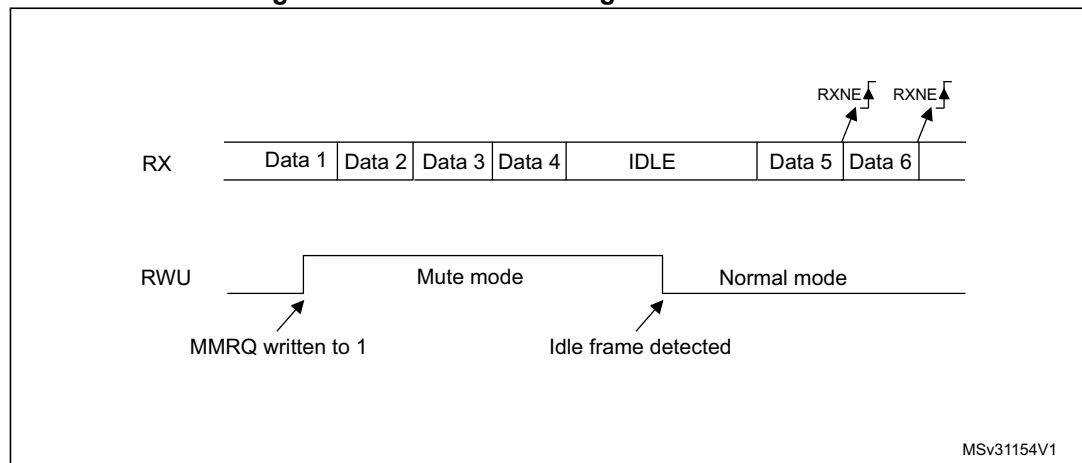 RXNE RXNE
RX Data 1 Data 2 Data 3 Data 4 IDLE Data 5 Data 6
RWU Mute mode Normal mode
MMRQ written to 1 Idle frame detected
MSv31154V1